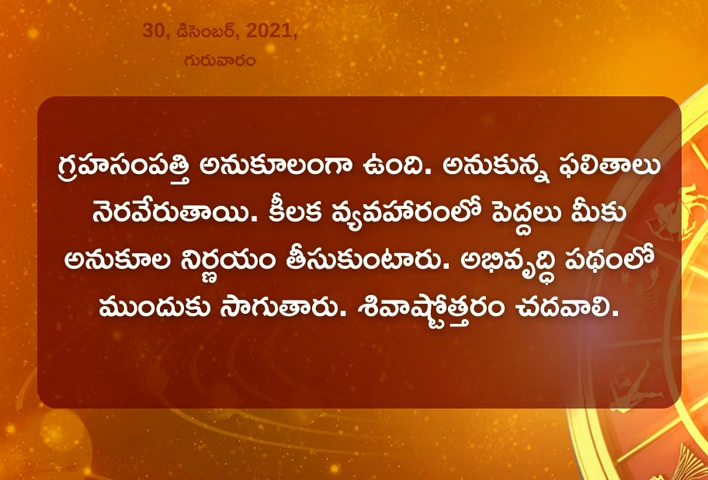 30, డిసెంబర్, 2021,
గురువారం
గ్రహసంపత్తి అనుకూలంగా ఉంది. అనుకున్న ఫలితాలు
నెరవేరుతాయి. కీలక వ్యవహారంలో పెద్దలు మీకు
అనుకూల నిర్ణయం తీసుకుంటారు. అభివృద్ధి పథంలో
ముందుకు సాగుతారు. శివాష్టోత్తరం చదవాలి.